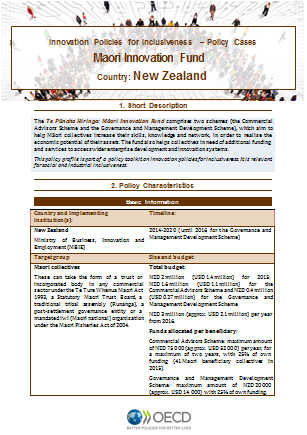 Innovation Policies for Inclusiveness – Policy Cases
Maori Innovation Fund
Country: New Zealand
1. Short Description
The Te Pūnaha Hiringa: Māori Innovation Fund comprises two schemes (the Commercial
Advisors Scheme and the Governance and Management Development Scheme), which aim to
help Māori collectives increase their skills, knowledge and network, in order to realise the
economic potential of their assets. The fund also helps collectives in need of additional funding
and services to access wider enterprise development and innovation systems.
This policy profile is part of a policy toolkit on innovation policies for inclusiveness. It is relevant
for social and industrial inclusiveness.
2. Policy Characteristics
Basic Information
Country and implementing
institution(s):
New Zealand
Ministry of Business, Innovation and
Employment (MBIE)
Timeline:
2014-2020 (until 2016 for the Governance and
Management Development Scheme)
Target group
Maori collectives
These can take the form of a trust or
incorporated body in any commercial
sector under the Te Ture Whenua Maori Act
1993, a Statutory Maori Trust Board, a
traditional tribal assembly (Runanga), a
post-settlement governance entity or a
mandated iwi (Maori national) organisation
under the Maori Fisheries Act of 2004.
Size and budget:
Total budget:
NZD 2 million (USD 1.4 million) for 2015:
NZD 1.6 million (USD 1.1 million) for the
Commercial Advisors Scheme and NZD 0.4 million
(USD 0.27 million) for the Governance and
Management Development Scheme
NZD 3 million (approx. USD 2.1 million) per year
from 2016.
Funds allocated per beneficiary:
Commercial Advisors Scheme: maximum amount
of NZD 75 000 (approx. USD 52 000) per year, for
a maximum of two years, with 25% of own
funding (41 Maori beneficiary collectives in
2015).
Governance and Management Development
Scheme: maximum amount of NZD 20 000
(approx. USD 14 000) with 25% of own funding.
OECD
BETTER POLICIES FOR BETTER LIVES